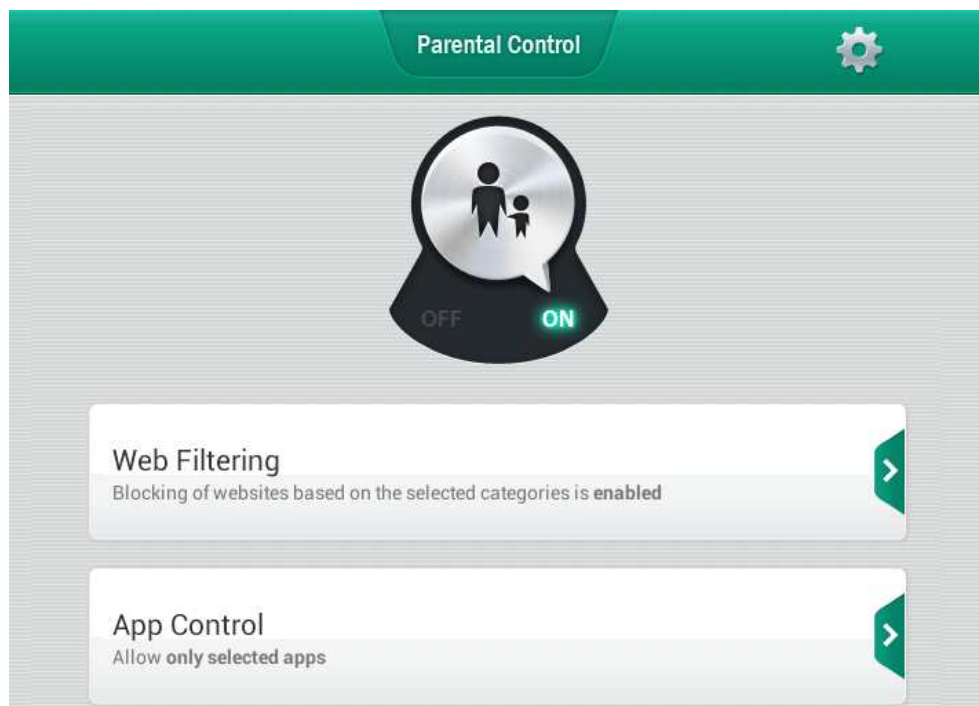 Parental Control
OFF ON
Web Filtering
Blocking of websites based on the selected categories is enabled
App Control
Allow only selected apps